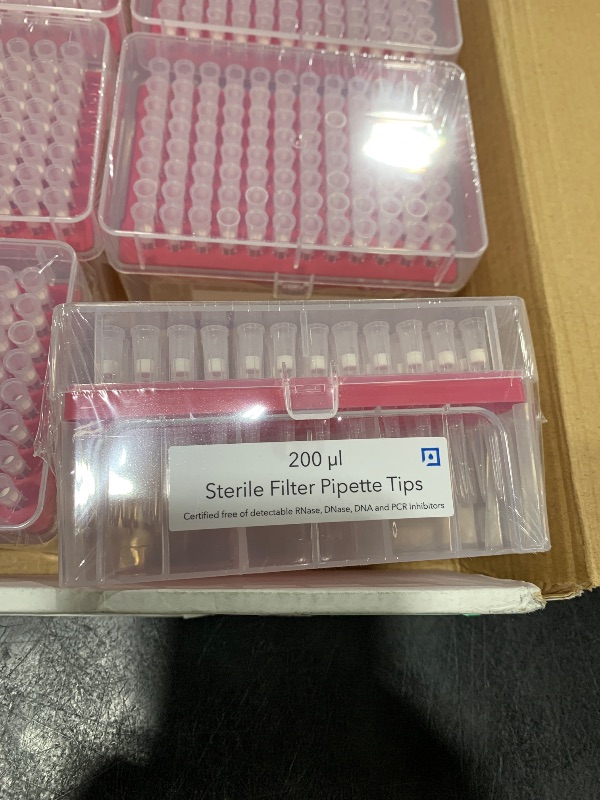 200 µl
Sterile Filter Pipette Tips
Certified free of detectable RNase, DNase, DNA and PCR inhibitors